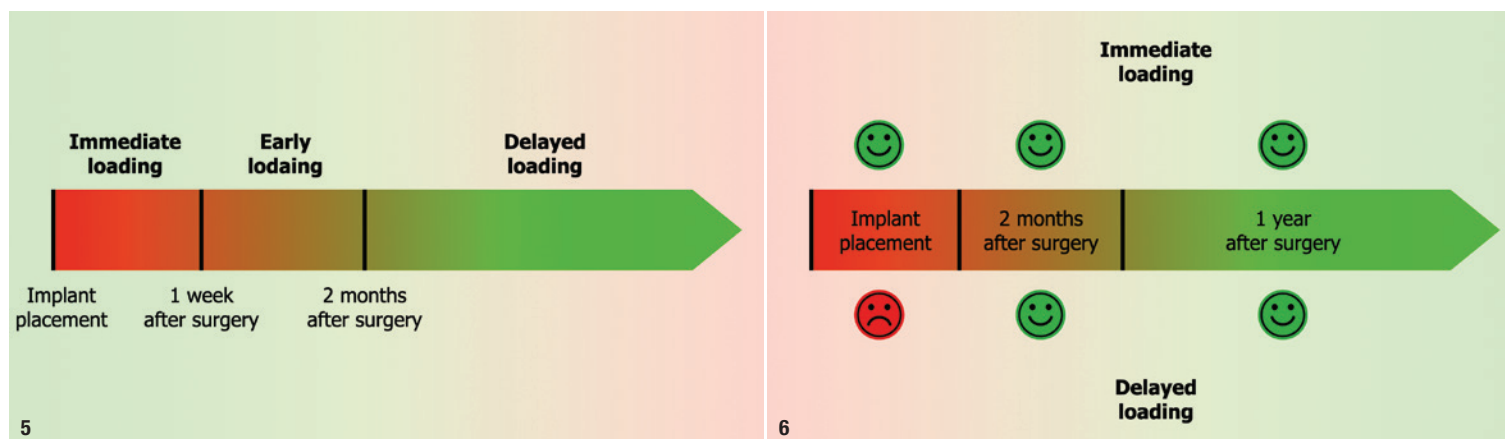 Immediate
loading
Early
lodaing
Delayed
loading
Implant
placement
1 week
after surgery
2 months
after surgery
5
Immediate
loading
Implant
placement
2 months
after surgery
1 year
after surgery
Delayed
loading
6